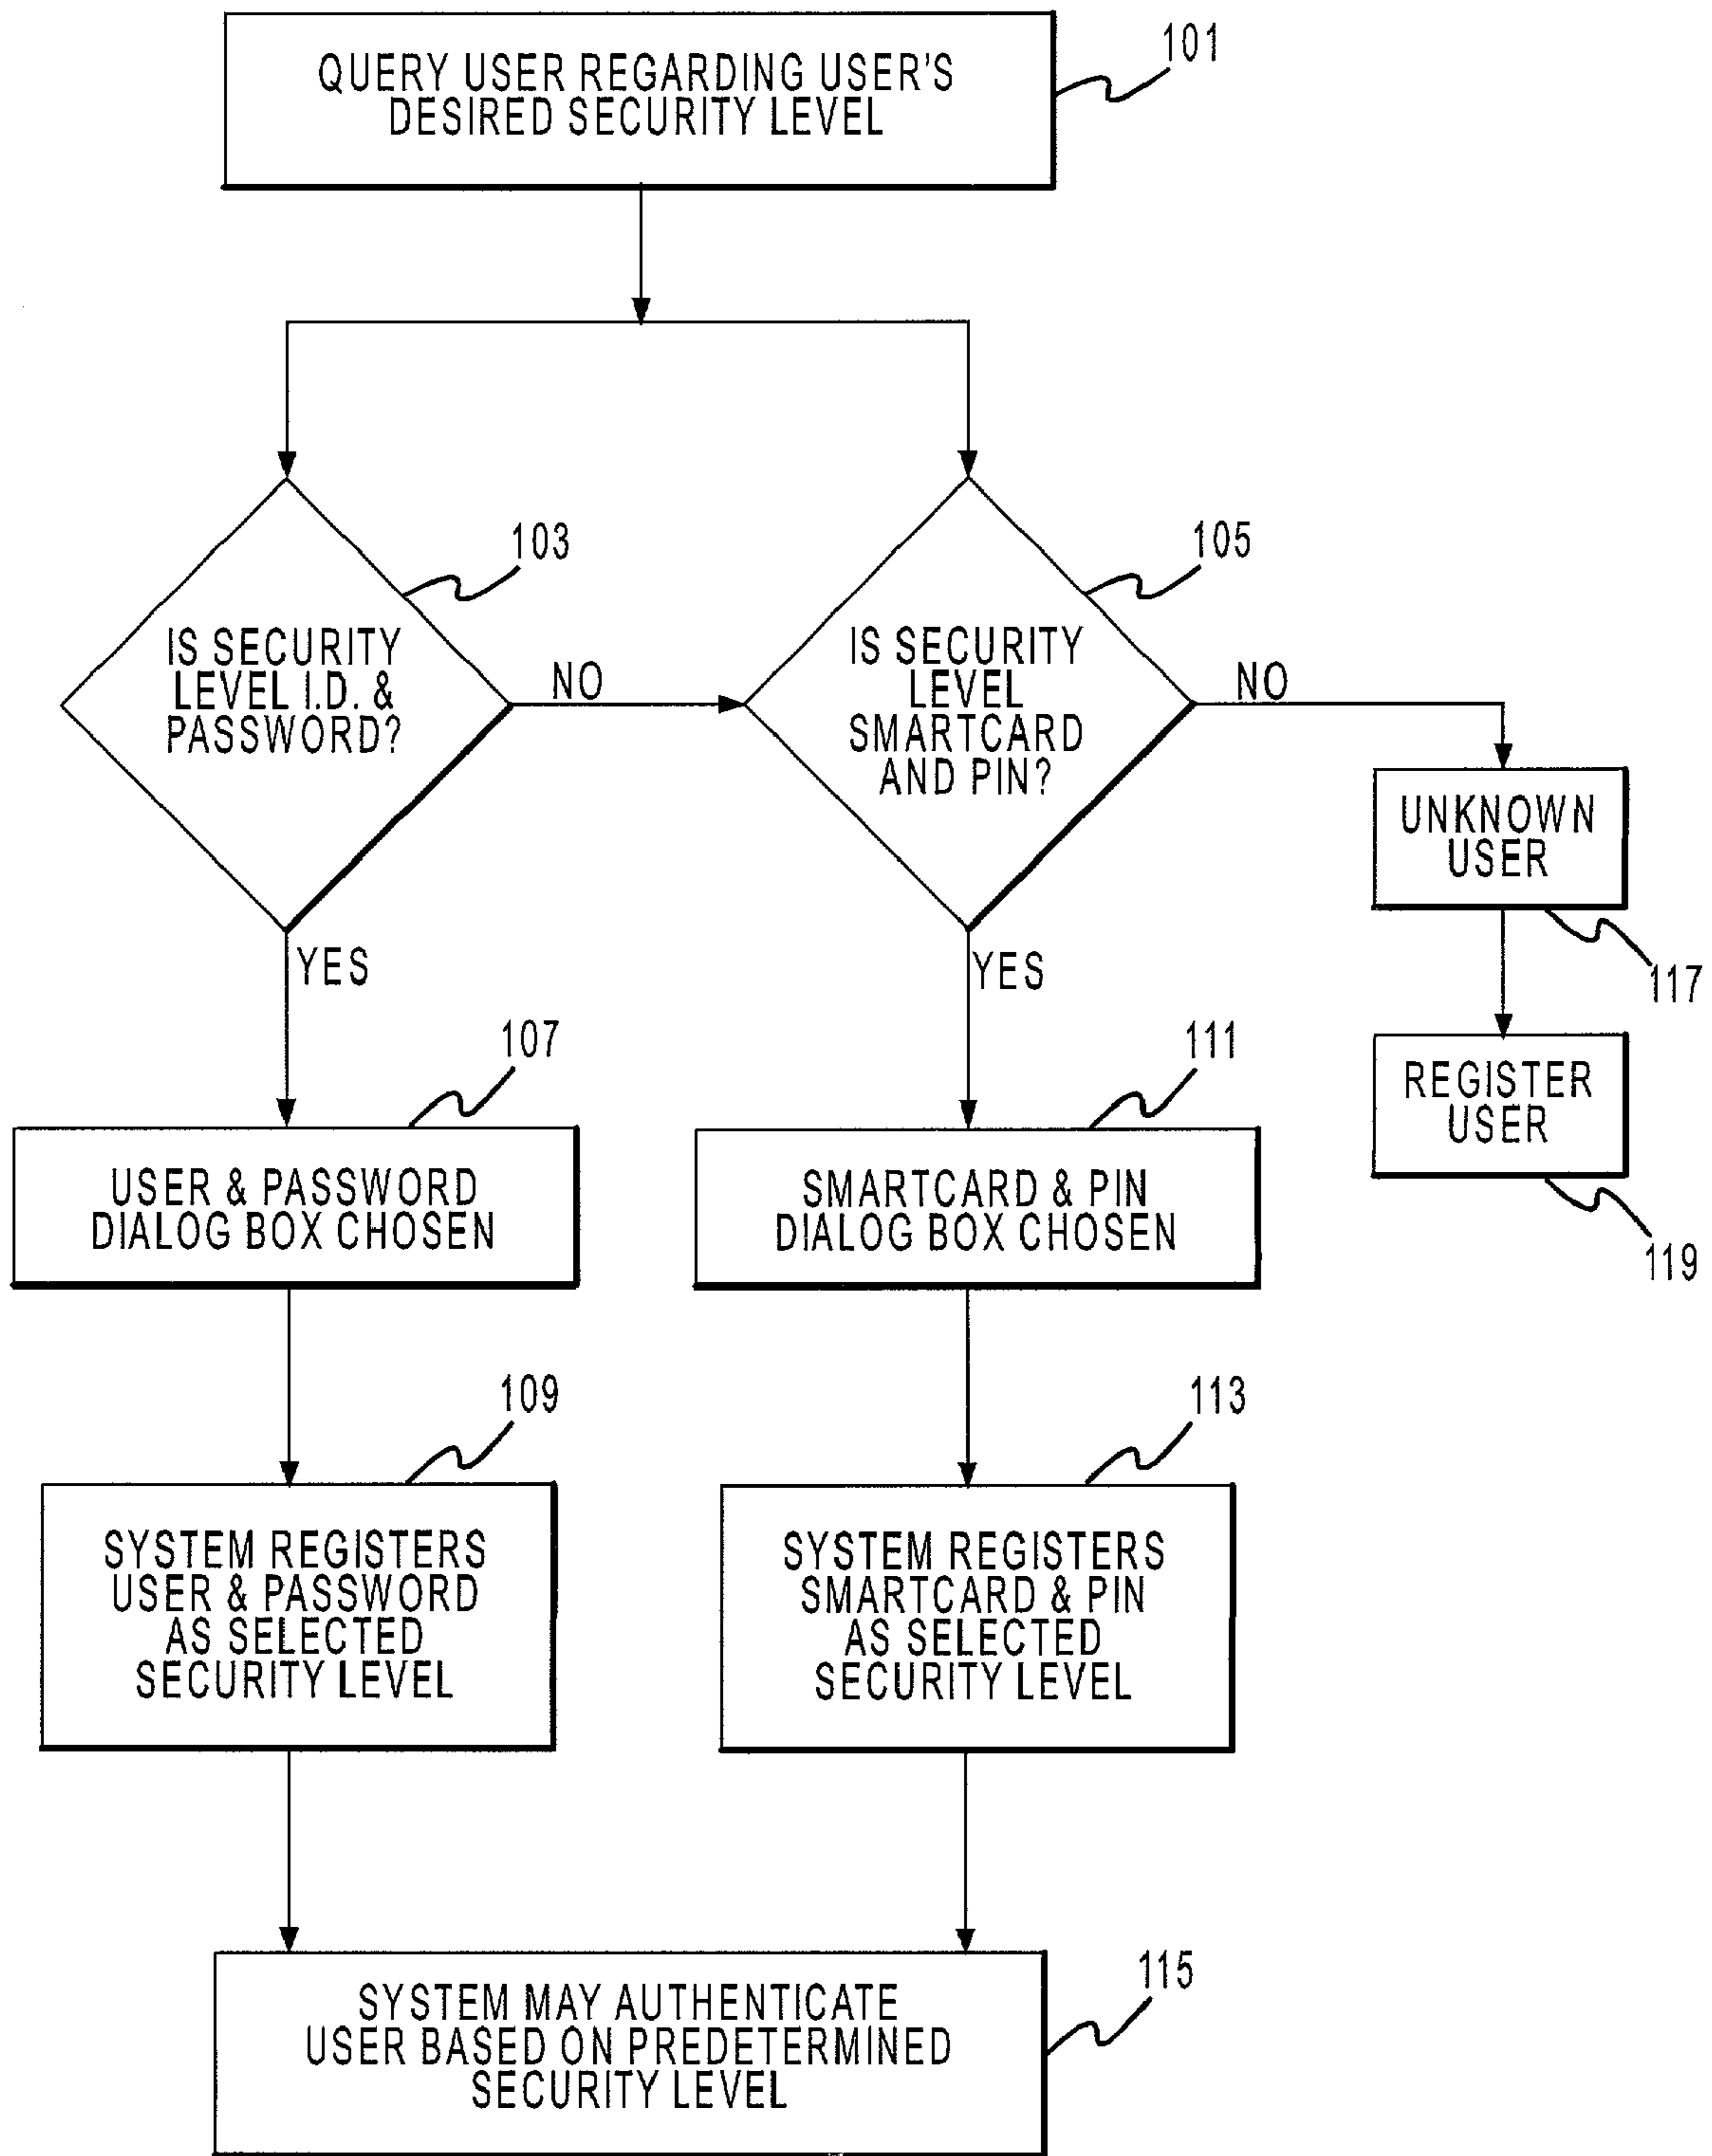 QUERY USER REGARDING USER'S
DESIRED SECURITY LEVEL
101
103
IS SECURITY
LEVEL I.D. &
PASSWORD?
NO
YES
105
IS SECURITY
LEVEL
SMARTCARD
AND PIN?
NO
YES
UNKNOWN
USER
117
REGISTER
USER
119
107
USER & PASSWORD
DIALOG BOX CHOSEN
111
SMARTCARD & PIN
DIALOG BOX CHOSEN
109
SYSTEM REGISTERS
USER & PASSWORD
AS SELECTED
SECURITY LEVEL
113
SYSTEM REGISTERS
SMARTCARD & PIN
AS SELECTED
SECURITY LEVEL
115
SYSTEM MAY AUTHENTICATE
USER BASED ON PREDETERMINED
SECURITY LEVEL